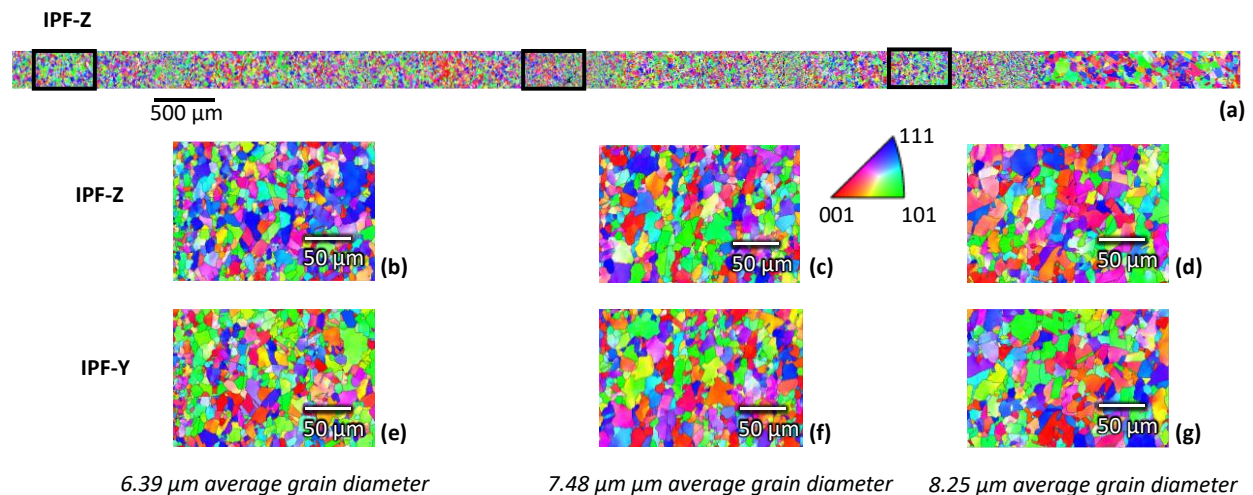 IPF-Z
500 µm
(a)
IPF-Z
50 µm
(b)
50 µm
(c)
111
001
101
50 µm
(d)
IPF-Y
50 µm
(e)
50 µm
(f)
50 µm
(g)
6.39 µm average grain diameter
7.48 µm µm average grain diameter
8.25 µm average grain diameter